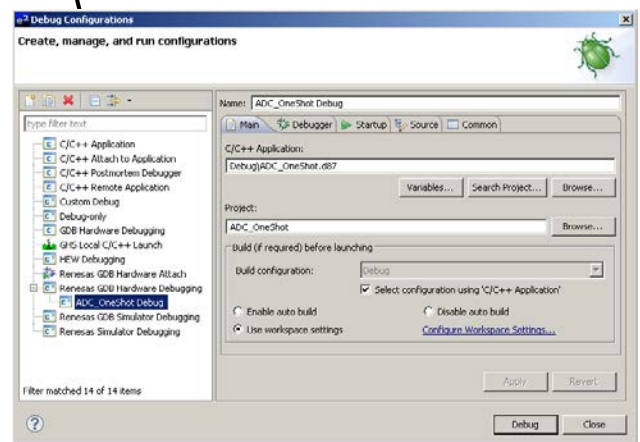 e² Debug Configurations
Create, manage, and run configurations
type filter text
C/C++ Application
C/C++ Attach to Application
C/C++ Postmortem Debugger
C/C++ Remote Application
Custom Debug
Debug-only
GDB Hardware Debugging
GHS Local C/C++ Launch
HEW Debugging
Renesas GDB Hardware Attach
Renesas GDB Hardware Debugging
ADC_OneShot Debug
Renesas GDB Simulator Debugging
Renesas Simulator Debugging
Filter matched 14 of 14 items
Name: ADC_OneShot Debug
Main Debugger Startup Source Common
C/C++ Application:
Debug\ADC_OneShot.d87
Variables... Search Project... Browse...
Project:
ADC_OneShot Browse...
Build (if required) before launching
Build configuration: Debug
Select configuration using 'C/C++ Application'
Enable auto build Disable auto build
Use workspace settings Configure Workspace Settings...
Apply Revert
Debug Close